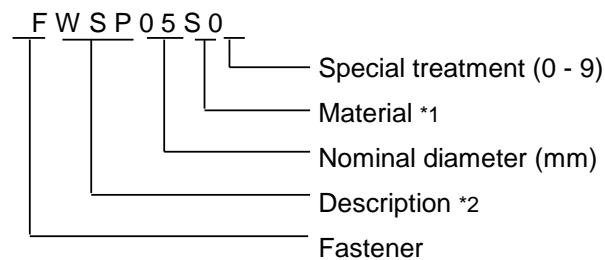 F W S P 0 5 S 0
Special treatment (0 - 9)
Material *1
Nominal diameter (mm)
Description *2
Fastener